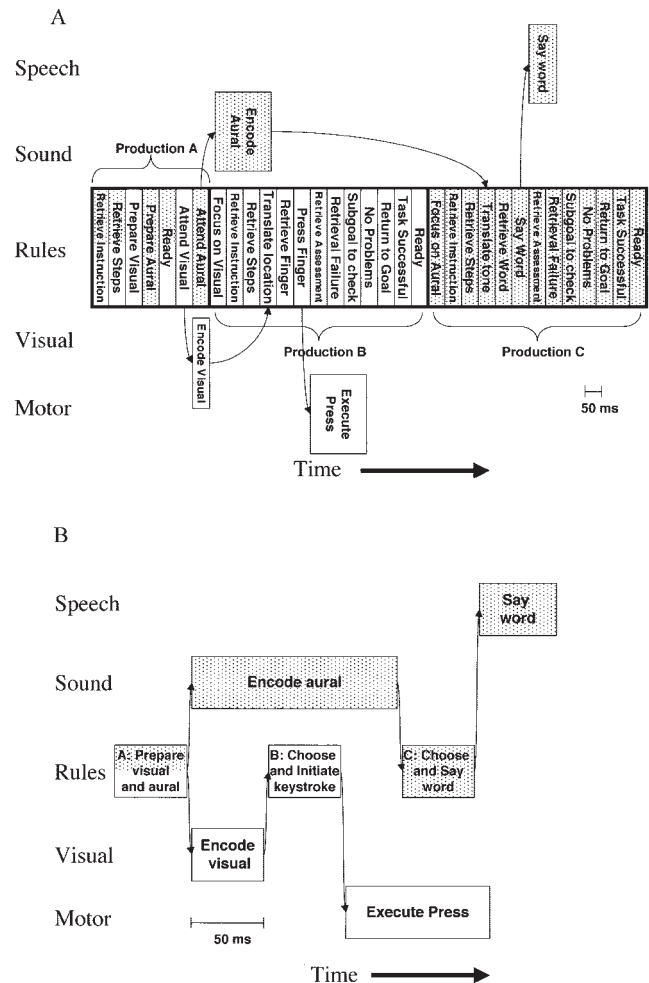 A
Speech
Say word
Sound
Encode
Aural
Production A
Rules
Retrieve Instruction
Retrieve Steps
Prepare Visual
Prepare Aural
Ready
Attend Visual
Attend Aural
Focus on Visual
Retrieve Instruction
Retrieve Steps
Translate location
Retrieve Finger
Press Finger
Retrieve Assessment
Retrieval Failure
Subgoal to check
No Problems
Return to Goal
Task Successful
Ready
Focus on Aural
Retrieve Instruction
Retrieve Steps
Translate tone
Retrieve Word
Say Word
Retrieve Assessment
Retrieval Failure
Subgoal to check
No Problems
Return to Goal
Task Successful
Ready
Visual
Encode Visual
Production B
Production C
Motor
Execute
Press
50 ms
Time
B
Speech
Say
word
Sound
Encode aural
Rules
A: Prepare
visual
and aural
B: Choose
and Initiate
keystroke
C: Choose
and Say
word
Visual
Encode
visual
Motor
Execute Press
50 ms
Time